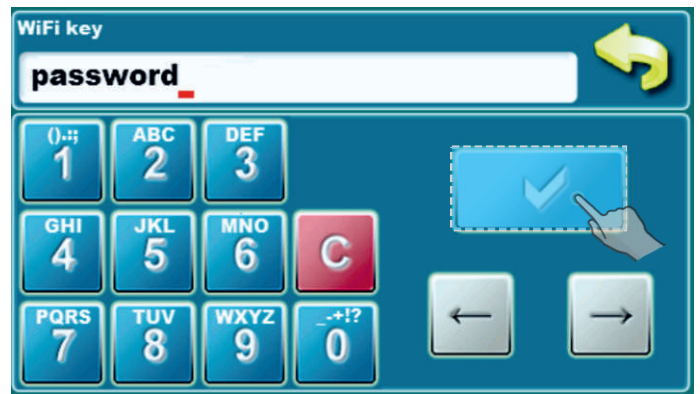 WiFi key
password_
().:;
1
ABC
2
DEF
3
GHI
4
JKL
5
MNO
6
C
PQRS
7
TUV
8
WXYZ
9
_-+!?
0
← →